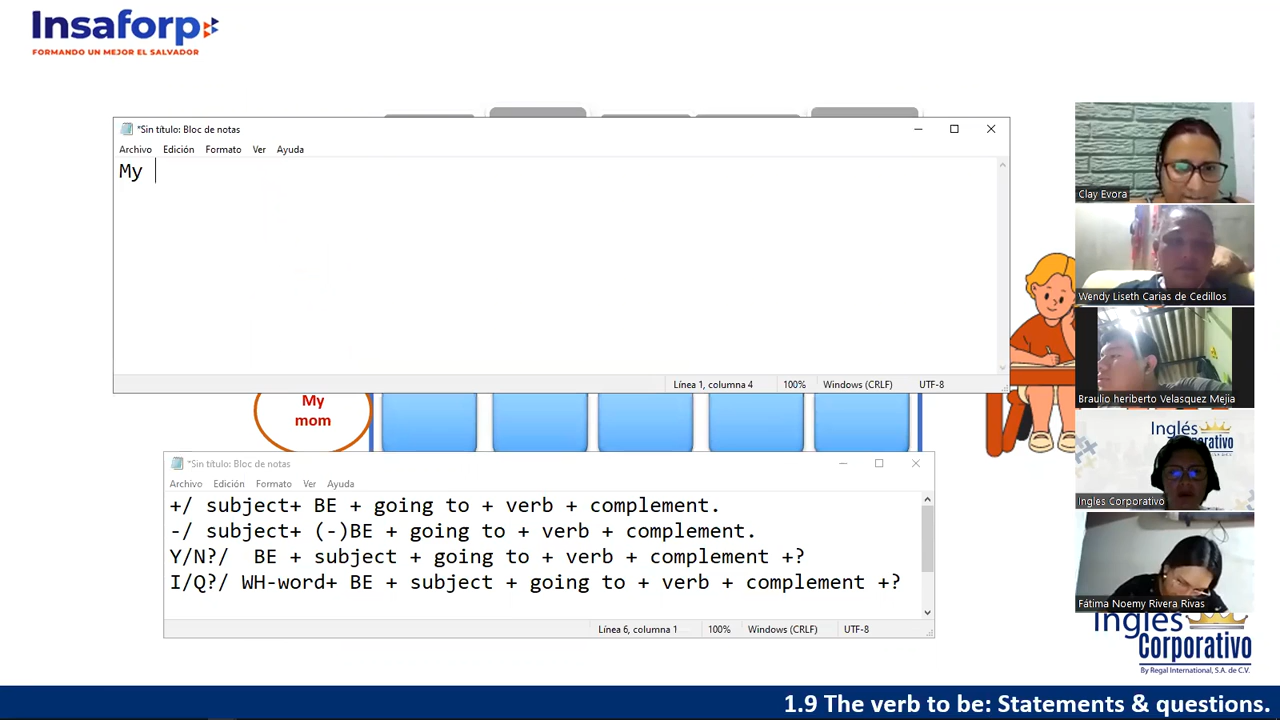 Insaforp
FORMANDO UN MEJOR EL SALVADOR
*Sin título: Bloc de notas
Archivo Edición Formato Ver Ayuda
My
Línea 1, columna 4 100% Windows (CRLF) UTF-8
My
mom
*Sin título: Bloc de notas
Archivo Edición Formato Ver Ayuda
+/ subject+ BE + going to + verb + complement.
-/ subject+ (-)BE + going to + verb + complement.
Y/N?/ BE + subject + going to + verb + complement +?
I/Q?/ WH-word+ BE + subject + going to + verb + complement +?
Línea 6, columna 1 100% Windows (CRLF) UTF-8
Clay Evora
Wendy Liseth Carias de Cedillos
Braulio heriberto Velasquez Mejia
Inglés
Corporativo
Ingles Corporativo
Fátima Noemy Rivera Rivas
Inglés
Corporativo
By Regal International, S.A. de C.V.
1.9 The verb to be: Statements & questions.